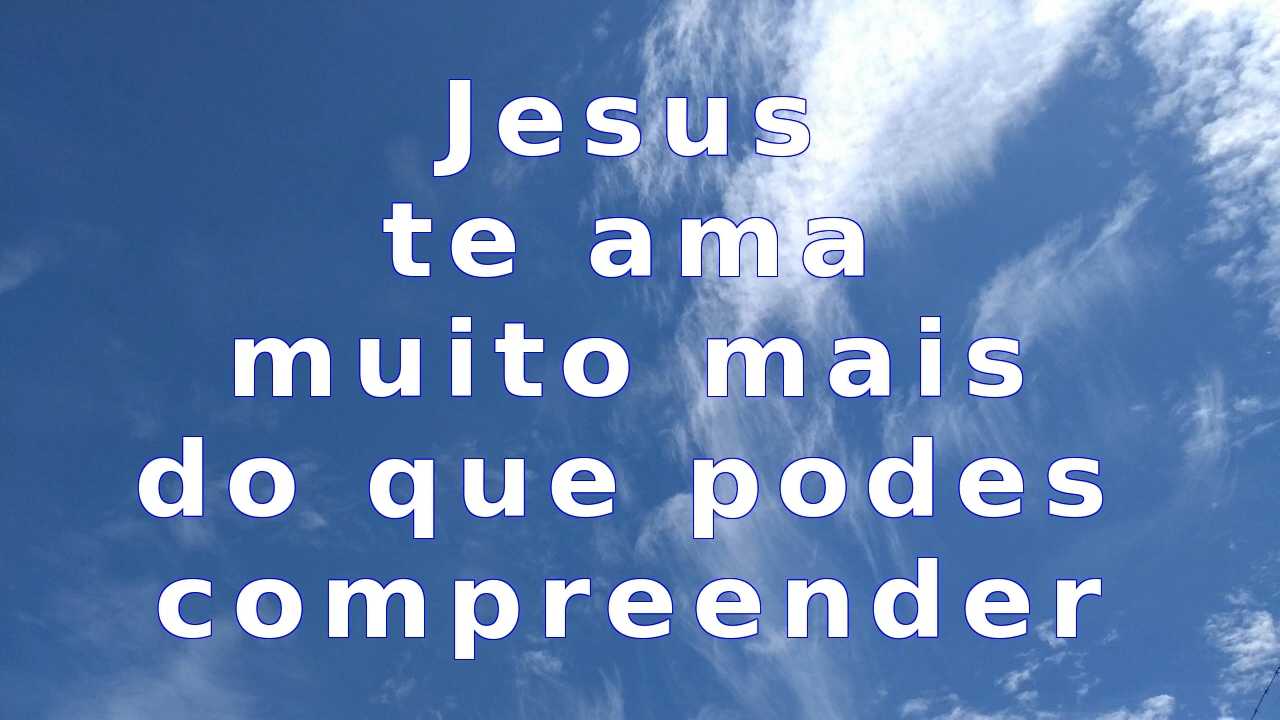 Jesus
te ama
muito mais
do que podes
compreender